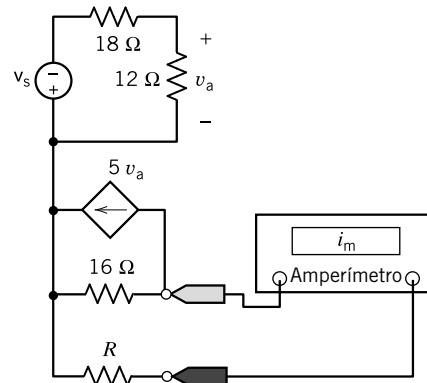 18 Ω
+
v_s
-
+
12 Ω
v_a
−
5 v_a
i_m
16 Ω
Amperímetro
R